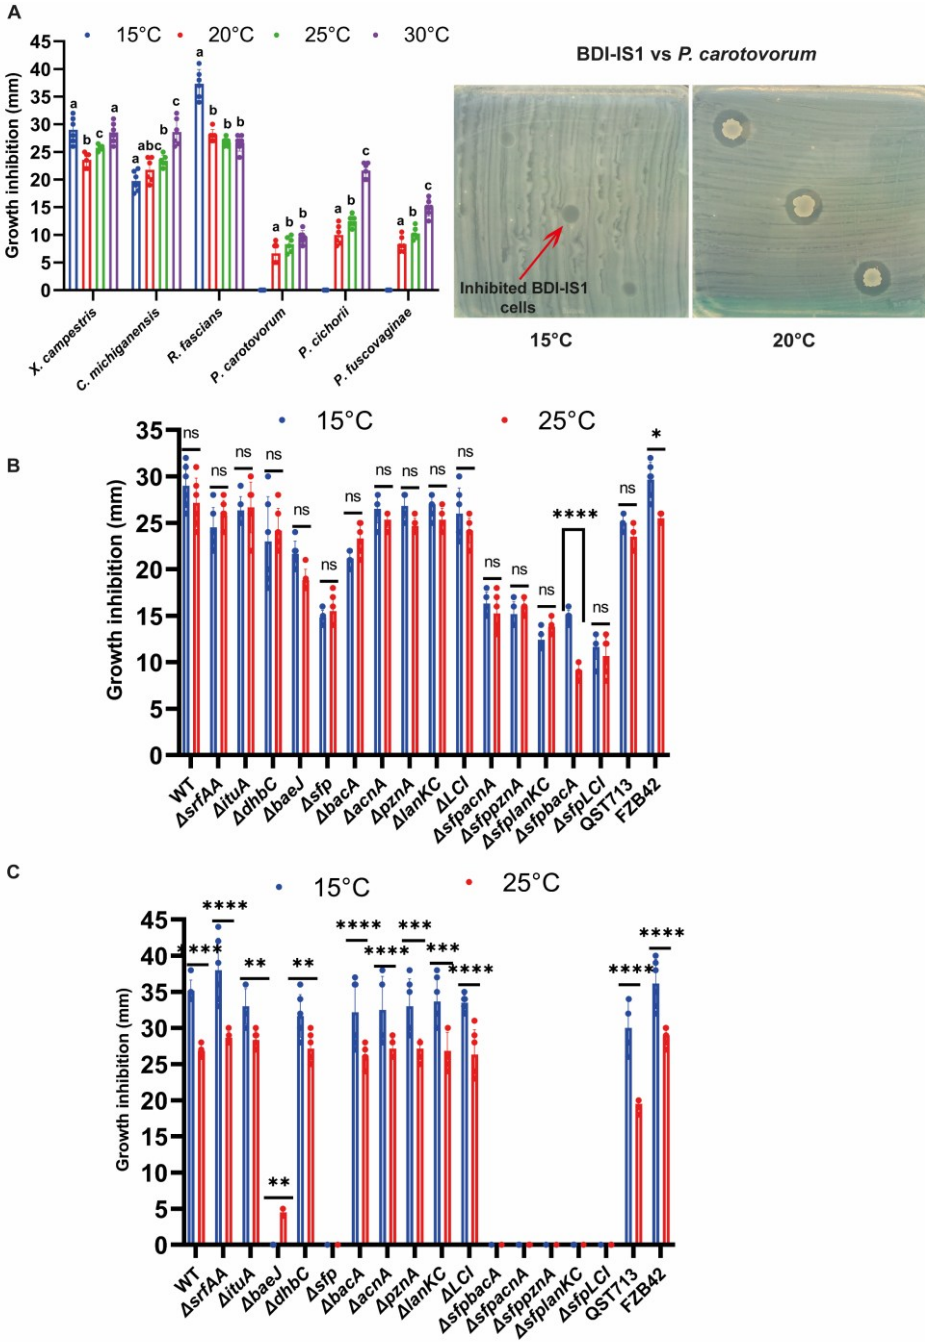 A
15°C 20°C 25°C 30°C
Growth inhibition (mm)
45
40
35
30
25
20
15
10
5
0
a b c a
a abc b c
a b b b
a b b
a b c
a b c
X. campestris
C. michiganensis
R. fascians
P. carotovorum
P. cichorii
P. fuscovaginae
BDI-IS1 vs P. carotovorum
Inhibited BDI-IS1
cells
15°C 20°C
B
15°C 25°C
Growth inhibition (mm)
35
30
25
20
15
10
5
0
ns ns ns ns ns ns ns ns ns ns ns ns ns ns **** ns ns *
WT
ΔsrfAA
ΔituA
ΔdhbC
ΔbaeJ
Δsfp
ΔbacA
ΔacnA
ΔpznA
ΔlanKC
ΔLCI
ΔsfpacnA
ΔsfppznA
ΔsfplanKC
ΔsfpbacA
ΔsfpLCI
QST713
FZB42
C
15°C 25°C
Growth inhibition (mm)
45
40
35
30
25
20
15
10
5
0
**** **** ** ** ** **** **** *** *** **** **** ****
WT
ΔsrfAA
ΔituA
ΔbaeJ
ΔdhbC
Δsfp
ΔbacA
ΔacnA
ΔpznA
ΔlanKC
ΔLCI
ΔsfpbacA
ΔsfpacnA
ΔsfppznA
ΔsfplanKC
ΔsfpLCI
QST713
FZB42